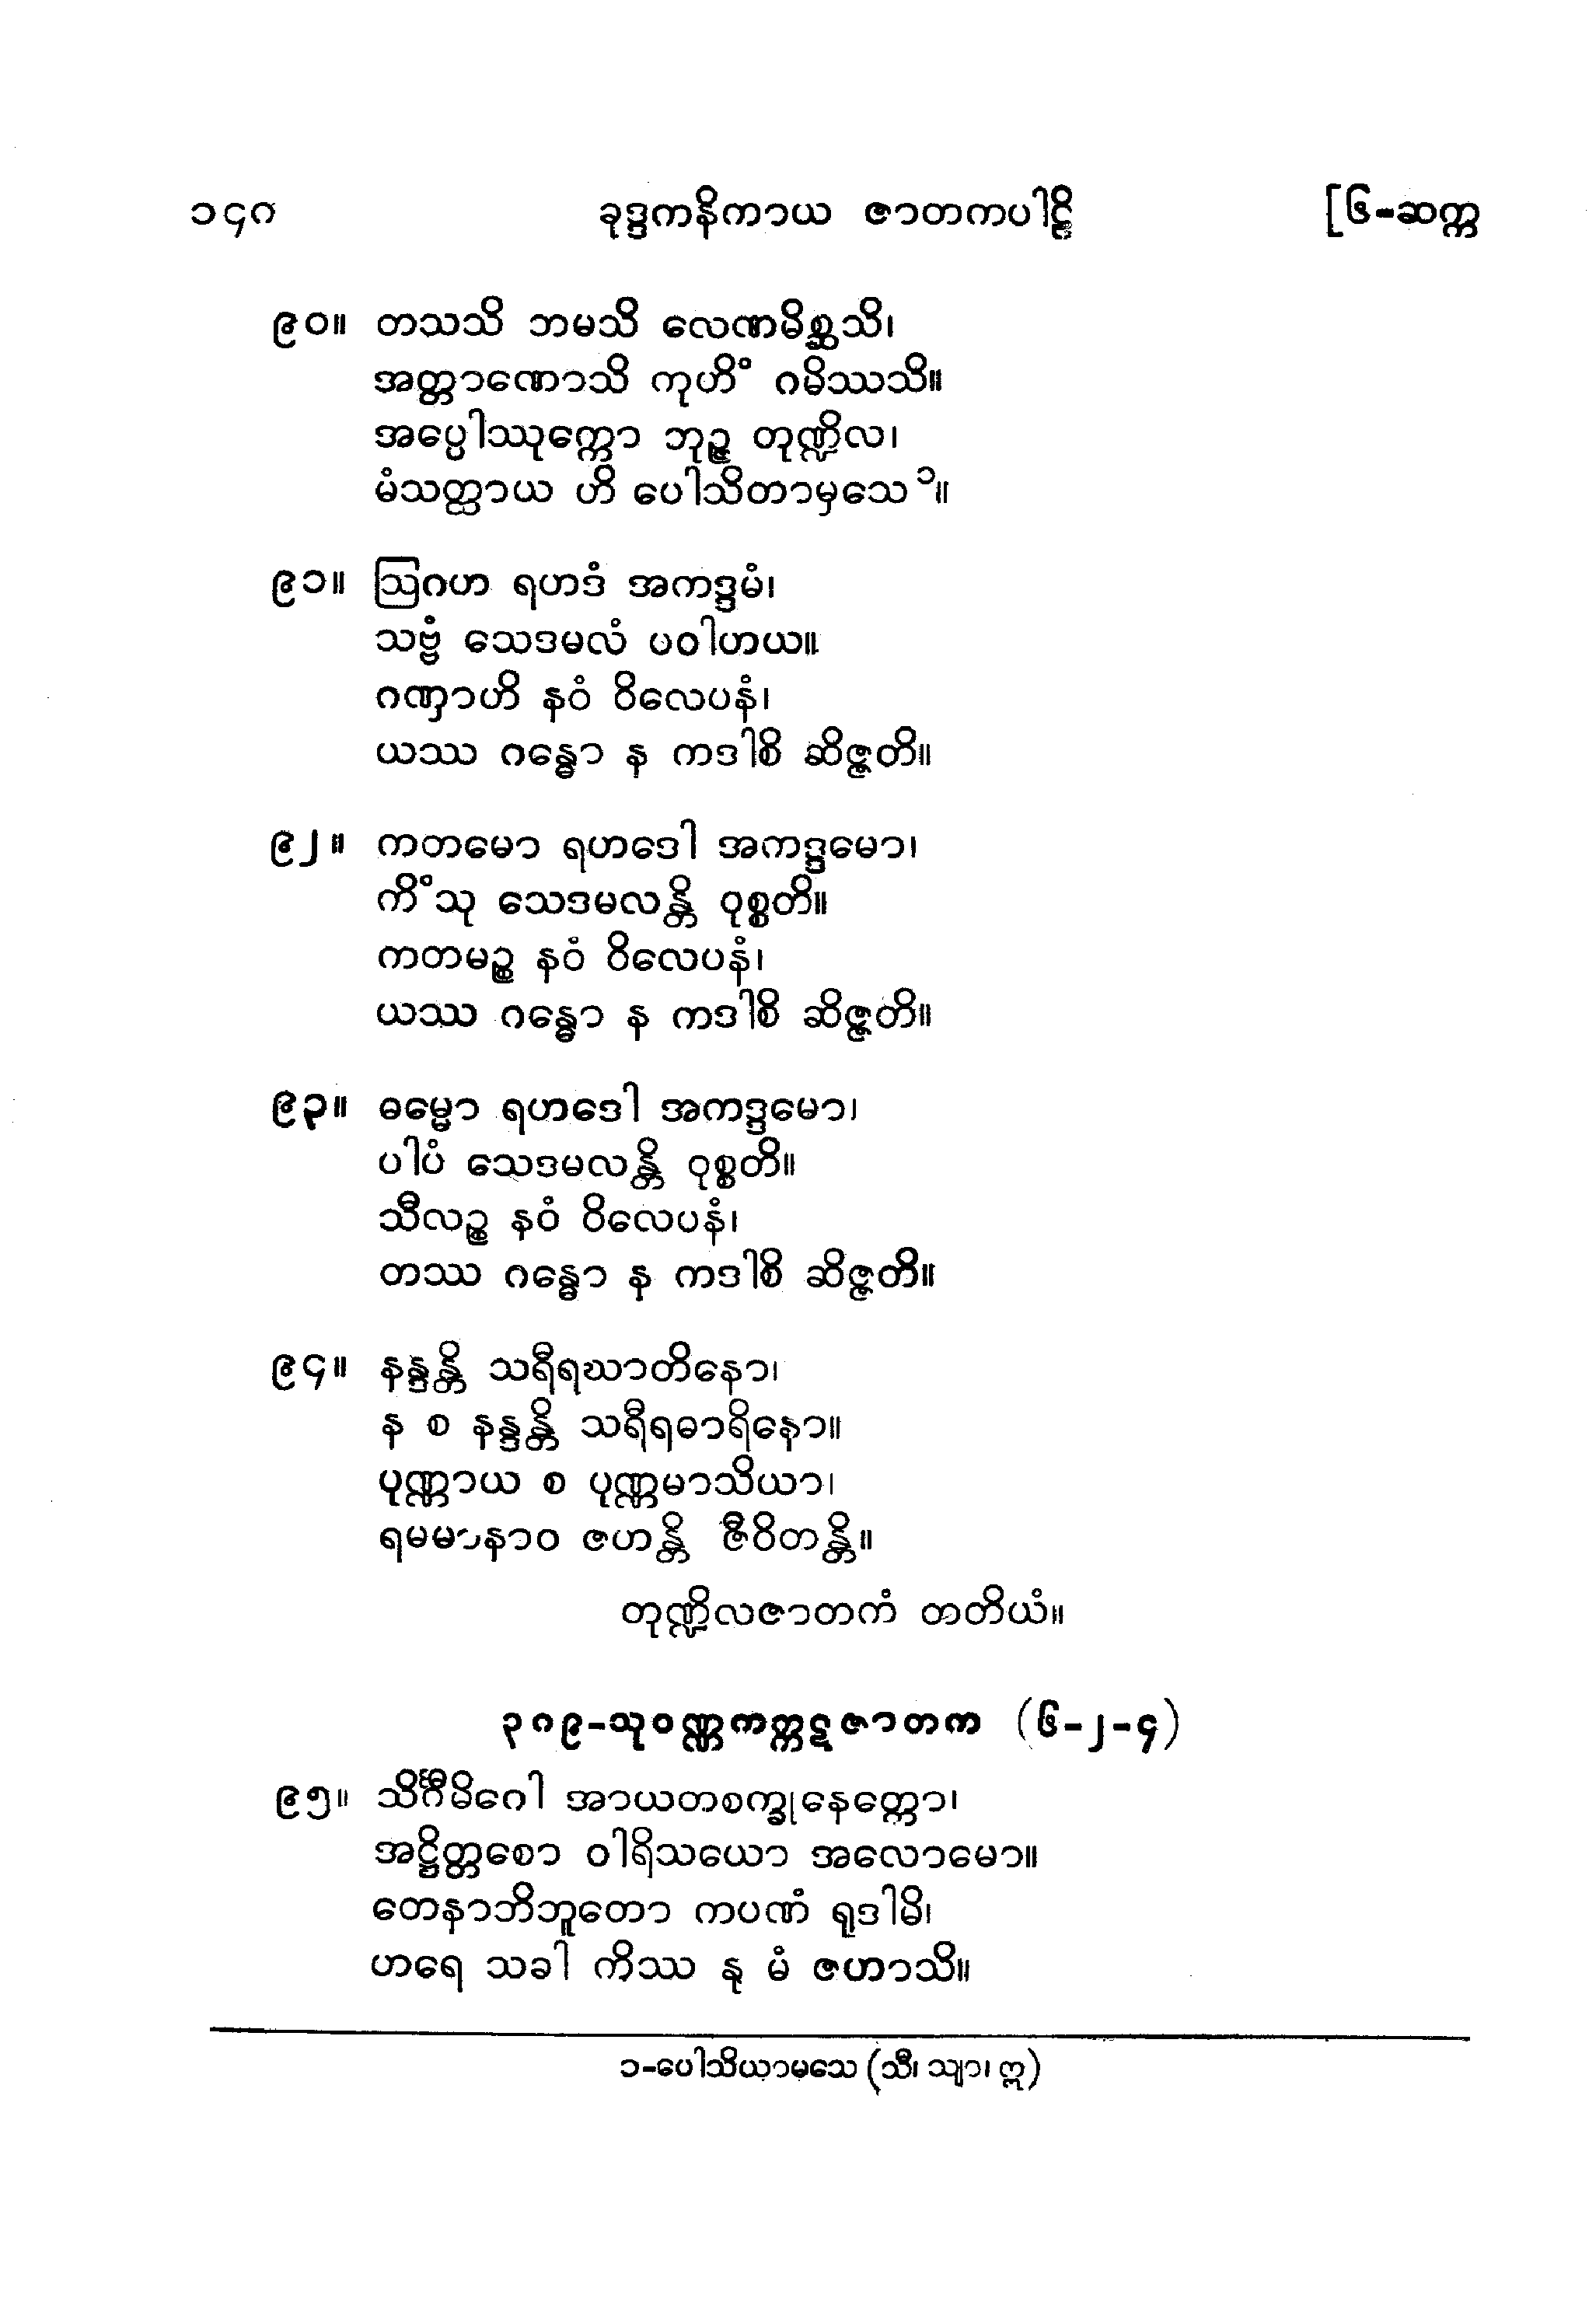 ၁၄၈ ခုဒ္ဒကနိကာယ ဇာတကပါဠိ [၆-ဆက္က
၉၀။ တသသိ ဘမသိ လေဏမိစ္ဆသိ၊
အတ္တာဏောသိ ကုဟိံ ဂမိဿသိ။
အပ္ပေါဿုက္ကော ဘုဉ္ဇ တုဏ္ဍိလ၊
မံသတ္ထာယ ဟိ ပေါသိတာမှသေ ၁။
၉၁။ ဩဂဟ ရဟဒံ အကဒ္ဒမံ၊
သဗ္ဗံ သေဒမလံ ပဝါဟယ။
ဂဏှာဟိ နဝံ ဝိလေပနံ၊
ယဿ ဂန္ဓော န ကဒါစိ ဆိဇ္ဇတိ။
၉၂။ ကတမော ရဟဒေါ အကဒ္ဒမော၊
ကိံသု သေဒမလန္တိ ဝုစ္စတိ။
ကတမဉ္စ နဝံ ဝိလေပနံ၊
ယဿ ဂန္ဓော န ကဒါစိ ဆိဇ္ဇတိ။
၉၃။ ဓမ္မော ရဟဒေါ အကဒ္ဒမော၊
ပါပံ သေဒမလန္တိ ဝုစ္စတိ။
သီလဉ္စ နဝံ ဝိလေပနံ၊
တဿ ဂန္ဓော န ကဒါစိ ဆိဇ္ဇတိ။
၉၄။ နန္ဒန္တိ သရီရဃာတိနော၊
န စ နန္ဒန္တိ သရီရဓာရိနော။
ပုဏ္ဏာယ စ ပုဏ္ဏမာသိယာ၊
ရမမာနာဝ ဇဟန္တိ ဇီဝိတန္တိ။
တုဏ္ဍိလဇာတကံ တတိယံ။
၃၈၉-သုဝဏ္ဏကက္ကဋဇာတက (၆-၂-၄)
၉၅။ သိင်္ဂီမိဂေါ အာယတစက္ခုနေတ္တော၊
အဋ္ဌိတ္တစော ဝါရိသယော အလောမော။
တေနာဘိဘူတော ကပဏံ ရုဒါမိ၊
ဟရေ သခါ ကိဿ နု မံ ဇဟာသိ။
၁-ပေါသိယာမသေ (သီ၊ သျာ၊ ဣ)